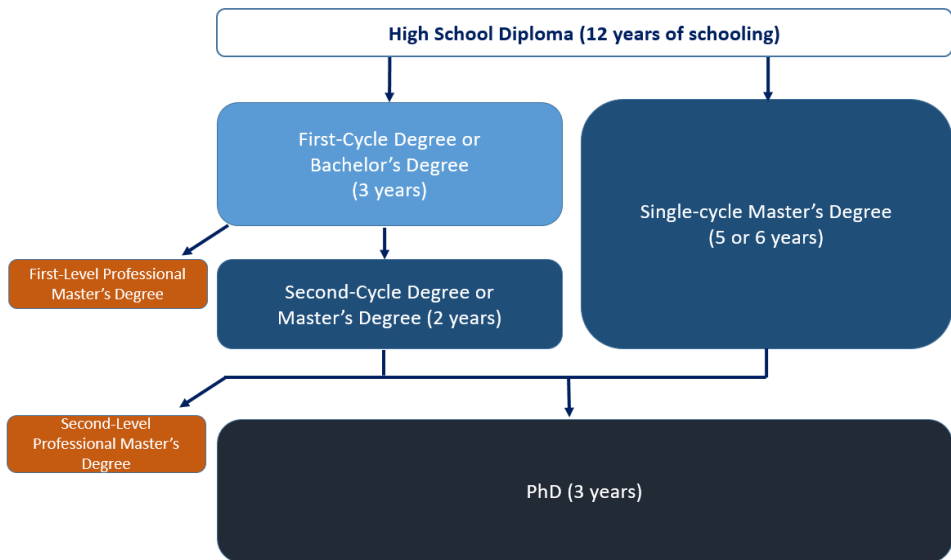 High School Diploma (12 years of schooling)
First-Cycle Degree or
Bachelor’s Degree
(3 years)
Single-cycle Master’s Degree
(5 or 6 years)
First-Level Professional
Master’s Degree
Second-Cycle Degree or
Master’s Degree (2 years)
Second-Level
Professional Master’s
Degree
PhD (3 years)